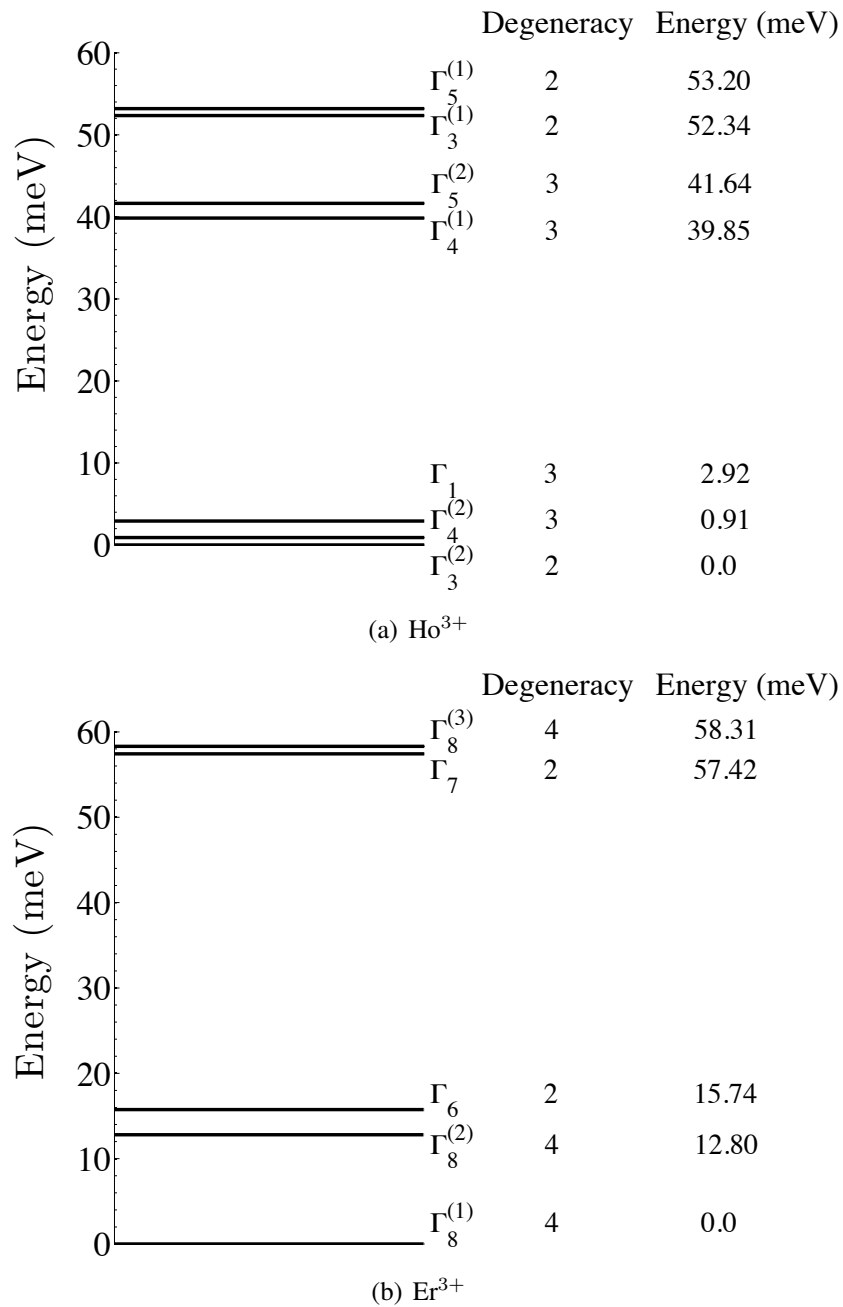 Degeneracy Energy (meV)
60
Γ₅⁽¹⁾ 2 53.20
50
Γ₃⁽¹⁾ 2 52.34
Γ₅⁽²⁾ 3 41.64
40
Γ₄⁽¹⁾ 3 39.85
30
Energy (meV)
20
10
Γ₁ 3 2.92
Γ₄⁽²⁾ 3 0.91
0
Γ₃⁽²⁾ 2 0.0
(a) Ho³⁺
Degeneracy Energy (meV)
60
Γ₈⁽³⁾ 4 58.31
Γ₇ 2 57.42
50
40
30
Energy (meV)
20
Γ₆ 2 15.74
Γ₈⁽²⁾ 4 12.80
10
Γ₈⁽¹⁾ 4 0.0
0
(b) Er³⁺